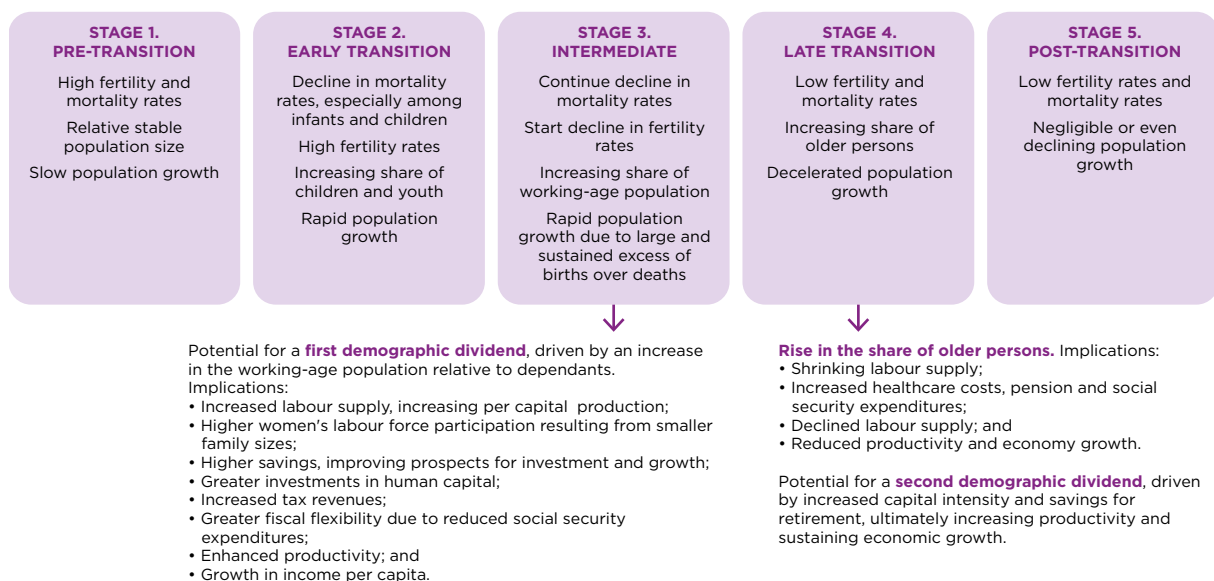 STAGE 1.
PRE-TRANSITION
High fertility and
mortality rates
Relative stable
population size
Slow population growth
STAGE 2.
EARLY TRANSITION
Decline in mortality
rates, especially among
infants and children
High fertility rates
Increasing share of
children and youth
Rapid population
growth
STAGE 3.
INTERMEDIATE
Continue decline in
mortality rates
Start decline in fertility
rates
Increasing share of
working-age population
Rapid population
growth due to large and
sustained excess of
births over deaths
STAGE 4.
LATE TRANSITION
Low fertility and
mortality rates
Increasing share of
older persons
Decelerated population
growth
STAGE 5.
POST-TRANSITION
Low fertility rates and
mortality rates
Negligible or even
declining population
growth
Potential for a first demographic dividend, driven by an increase
in the working-age population relative to dependants.
Implications:
• Increased labour supply, increasing per capital production;
• Higher women's labour force participation resulting from smaller
family sizes;
• Higher savings, improving prospects for investment and growth;
• Greater investments in human capital;
• Increased tax revenues;
• Greater fiscal flexibility due to reduced social security
expenditures;
• Enhanced productivity; and
• Growth in income per capita.
Rise in the share of older persons. Implications:
• Shrinking labour supply;
• Increased healthcare costs, pension and social
security expenditures;
• Declined labour supply; and
• Reduced productivity and economy growth.
Potential for a second demographic dividend, driven
by increased capital intensity and savings for
retirement, ultimately increasing productivity and
sustaining economic growth.